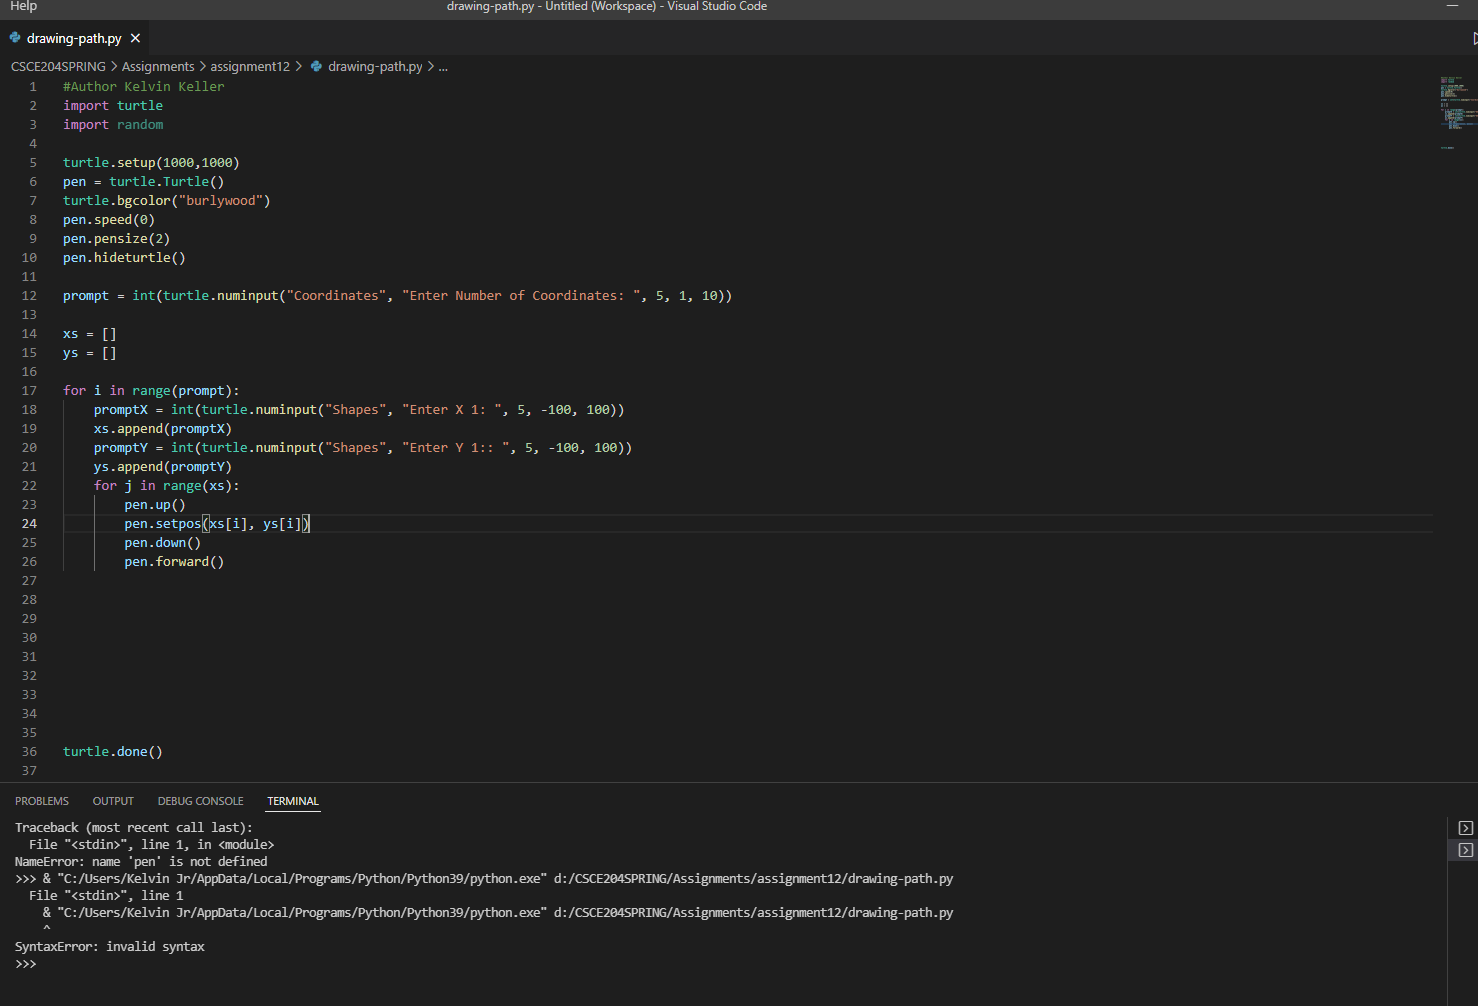 Help
drawing-path.py - Untitled (Workspace) - Visual Studio Code
drawing-path.py
CSCE204SPRING > Assignments > assignment12 > drawing-path.py > ...
1 #Author Kelvin Keller
2 import turtle
3 import random
4
5 turtle.setup(1000,1000)
6 pen = turtle.Turtle()
7 turtle.bgcolor("burlywood")
8 pen.speed(0)
9 pen.pensize(2)
10 pen.hideturtle()
11
12 prompt = int(turtle.numinput("Coordinates", "Enter Number of Coordinates: ", 5, 1, 10))
13
14 xs = []
15 ys = []
16
17 for i in range(prompt):
18     promptX = int(turtle.numinput("Shapes", "Enter X 1: ", 5, -100, 100))
19     xs.append(promptX)
20     promptY = int(turtle.numinput("Shapes", "Enter Y 1:: ", 5, -100, 100))
21     ys.append(promptY)
22     for j in range(xs):
23         pen.up()
24         pen.setpos(xs[i], ys[i])
25         pen.down()
26         pen.forward()
27
28
29
30
31
32
33
34
35
36 turtle.done()
37
PROBLEMS OUTPUT DEBUG CONSOLE TERMINAL
Traceback (most recent call last):
  File "<stdin>", line 1, in <module>
NameError: name 'pen' is not defined
>>> & "C:/Users/Kelvin Jr/AppData/Local/Programs/Python/Python39/python.exe" d:/CSCE204SPRING/Assignments/assignment12/drawing-path.py
  File "<stdin>", line 1
    & "C:/Users/Kelvin Jr/AppData/Local/Programs/Python/Python39/python.exe" d:/CSCE204SPRING/Assignments/assignment12/drawing-path.py
    ^
SyntaxError: invalid syntax
>>>